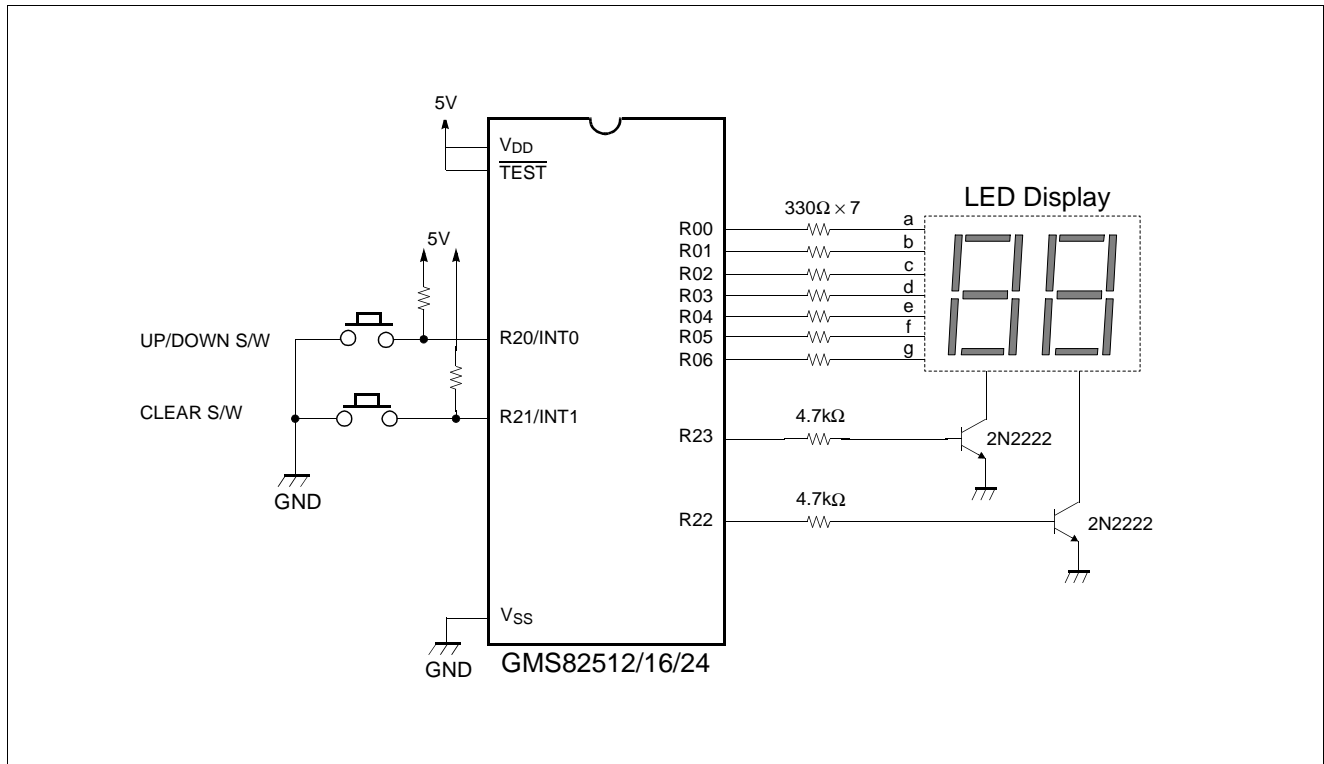 5V
VDD
TEST
5V
UP/DOWN S/W
CLEAR S/W
GND
R20/INT0
R21/INT1
VSS
GND
GMS82512/16/24
R00
R01
R02
R03
R04
R05
R06
R23
R22
330Ω × 7
a
b
c
d
e
f
g
LED Display
4.7kΩ
2N2222
4.7kΩ
2N2222